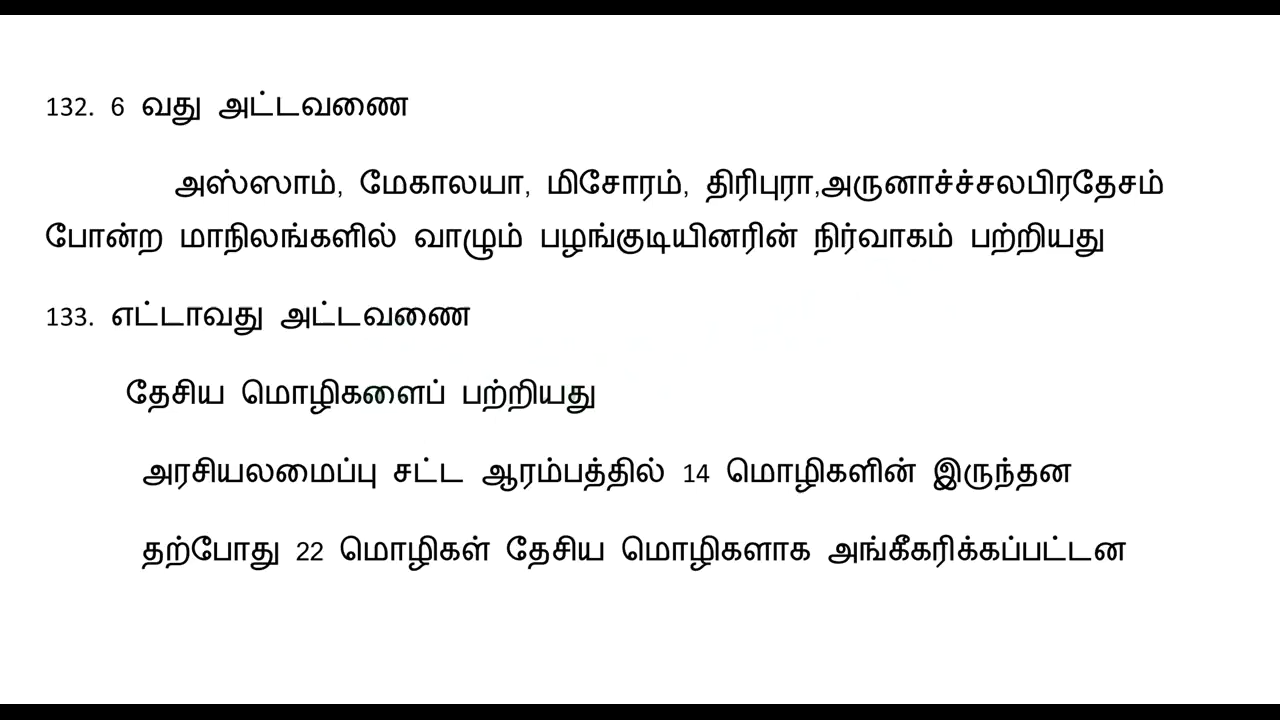 132. 6 வது அட்டவணை
அஸ்ஸாம், மேகாலயா, மிசோரம், திரிபுரா,அருனாச்ச்சலபிரதேசம்
போன்ற மாநிலங்களில் வாழும் பழங்குடியினரின் நிர்வாகம் பற்றியது
133. எட்டாவது அட்டவணை
தேசிய மொழிகளைப் பற்றியது
அரசியலமைப்பு சட்ட ஆரம்பத்தில் 14 மொழிகளின் இருந்தன
தற்போது 22 மொழிகள் தேசிய மொழிகளாக அங்கீகரிக்கப்பட்டன